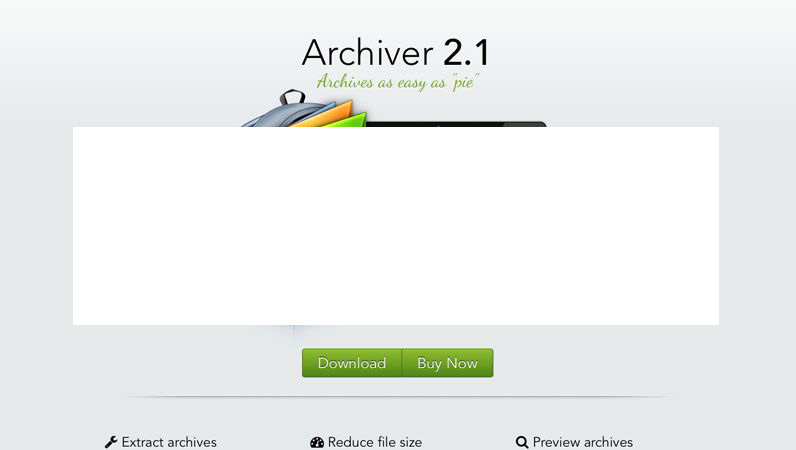 Archiver 2.1
Archives as easy as "pie"
Download Buy Now
Extract archives Reduce file size Preview archives